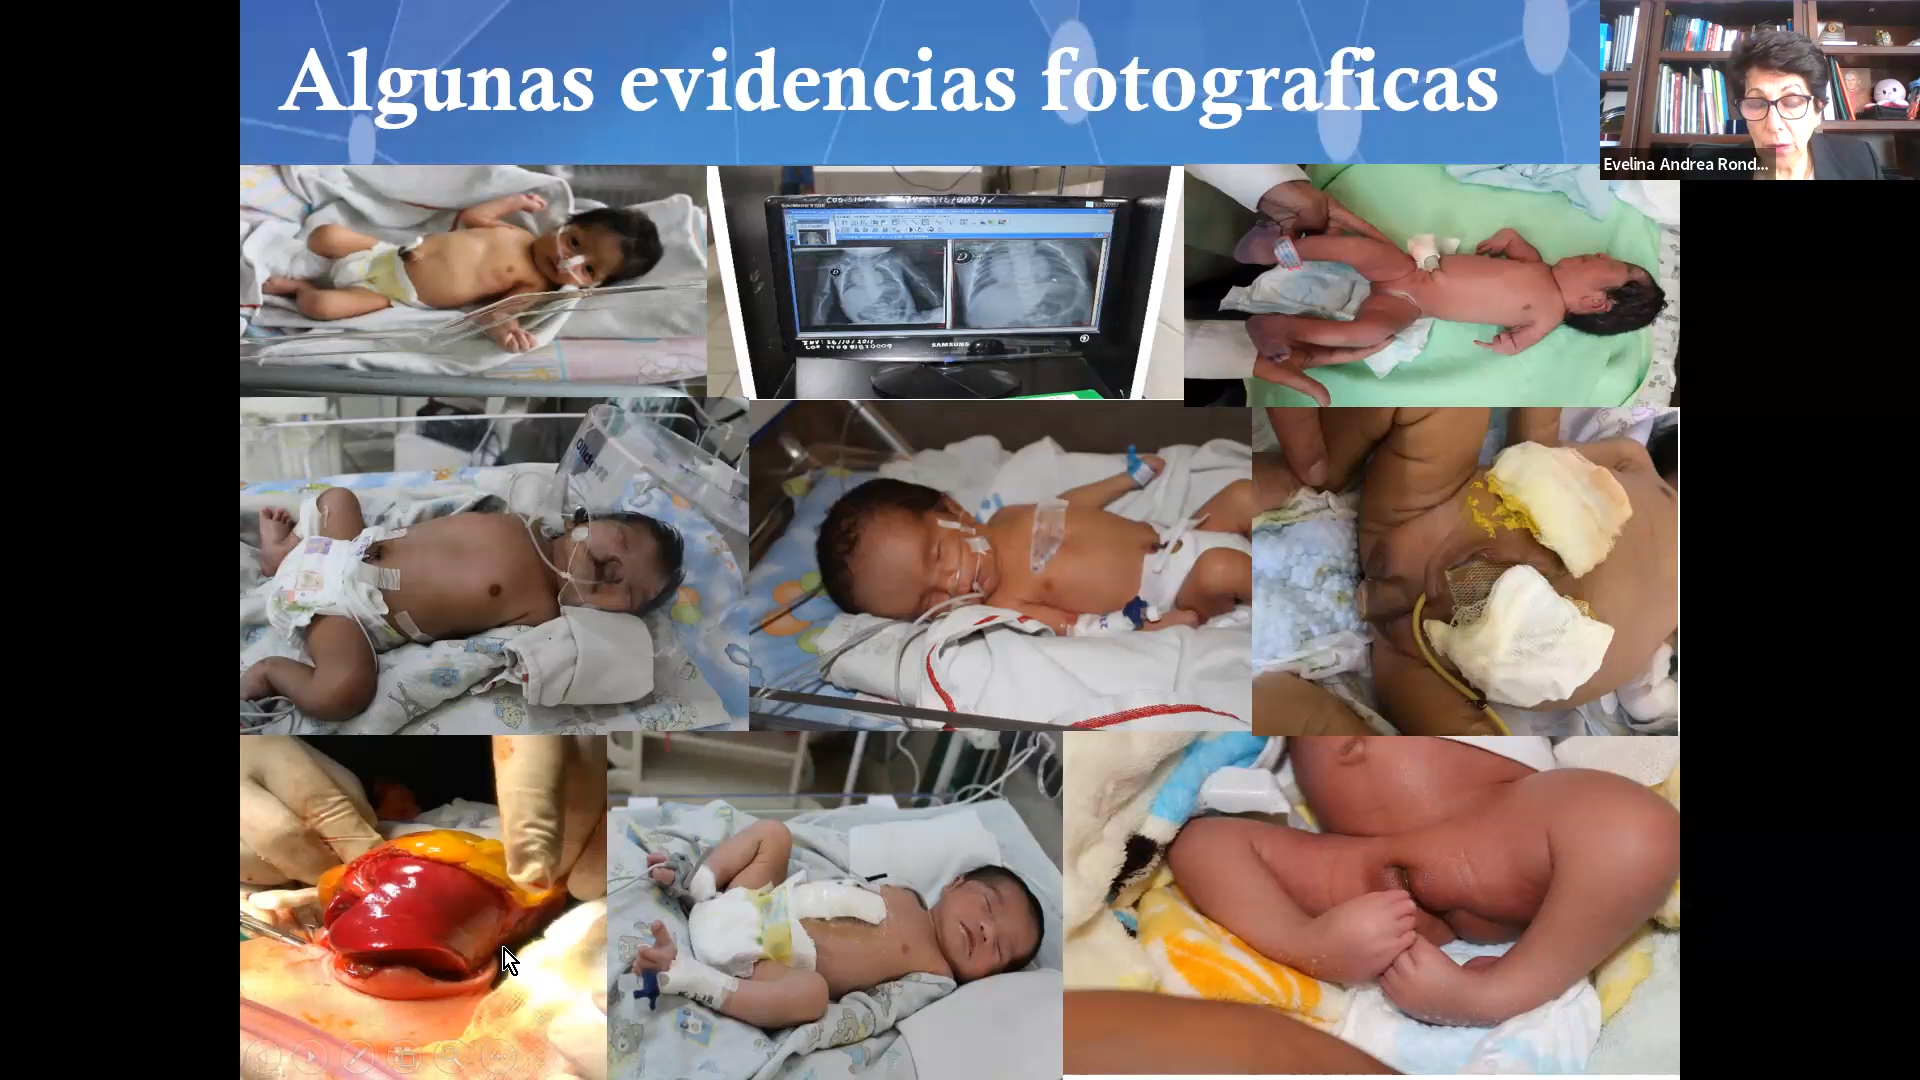 Algunas evidencias fotograficas
Evelina Andrea Rond...
D
D
SAMSUNG